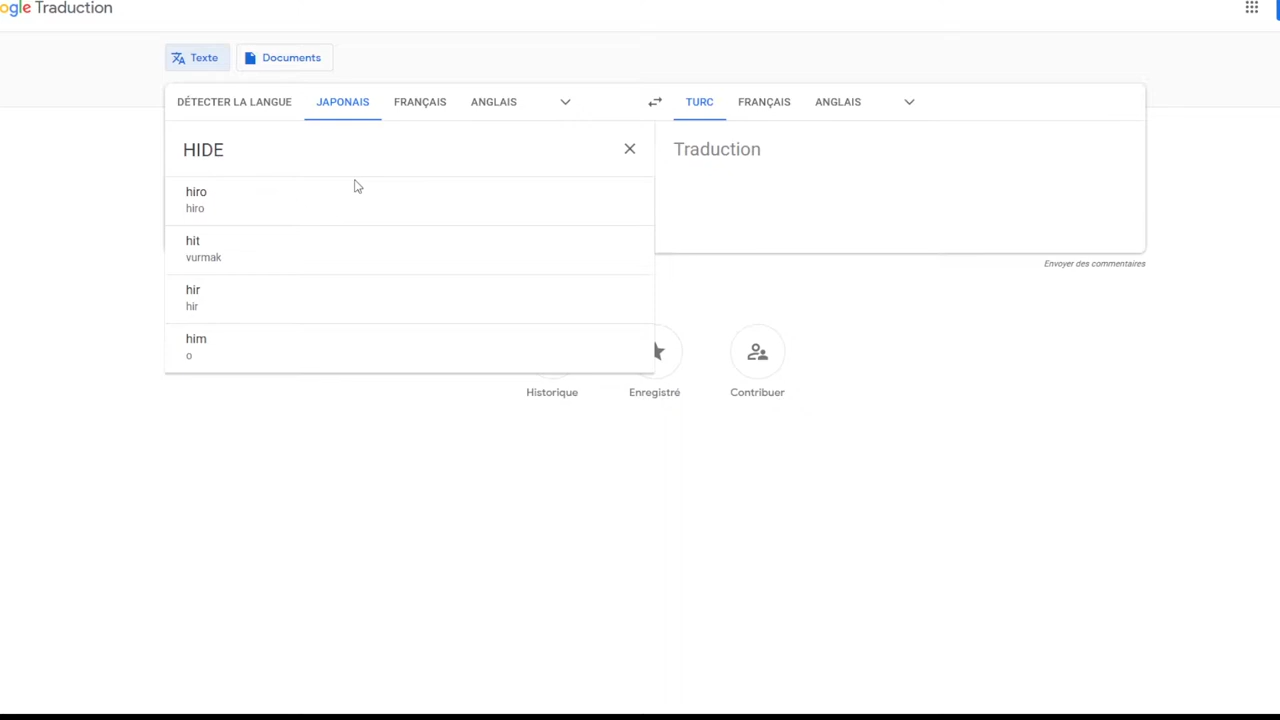 ogle Traduction
Texte
Documents
DÉTECTER LA LANGUE JAPONAIS FRANÇAIS ANGLAIS TURC FRANÇAIS ANGLAIS
HIDE
Traduction
hiro
hiro
hit
vurmak
hir
hir
him
o
Envoyer des commentaires
Historique
Enregistré
Contribuer